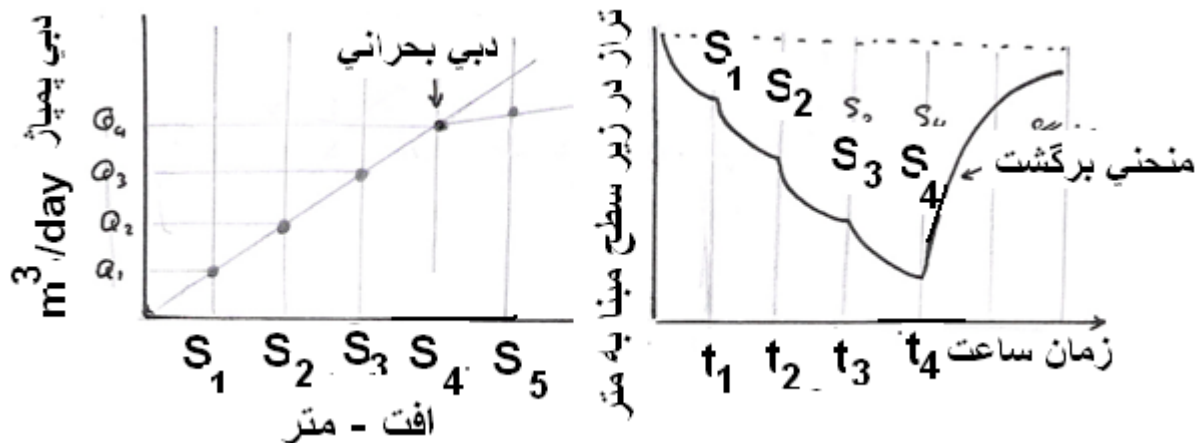 دبي پمپاژ m³/day
دبي بحراني
Q₄
Q₃
Q₂
Q₁
S₁ S₂ S₃ S₄ S₅
افت - متر
تراز در زير سطح مبنا به متر
S₁
S₂
S₃
S₄
منحني برگشت
t₁ t₂ t₃ t₄
زمان ساعت